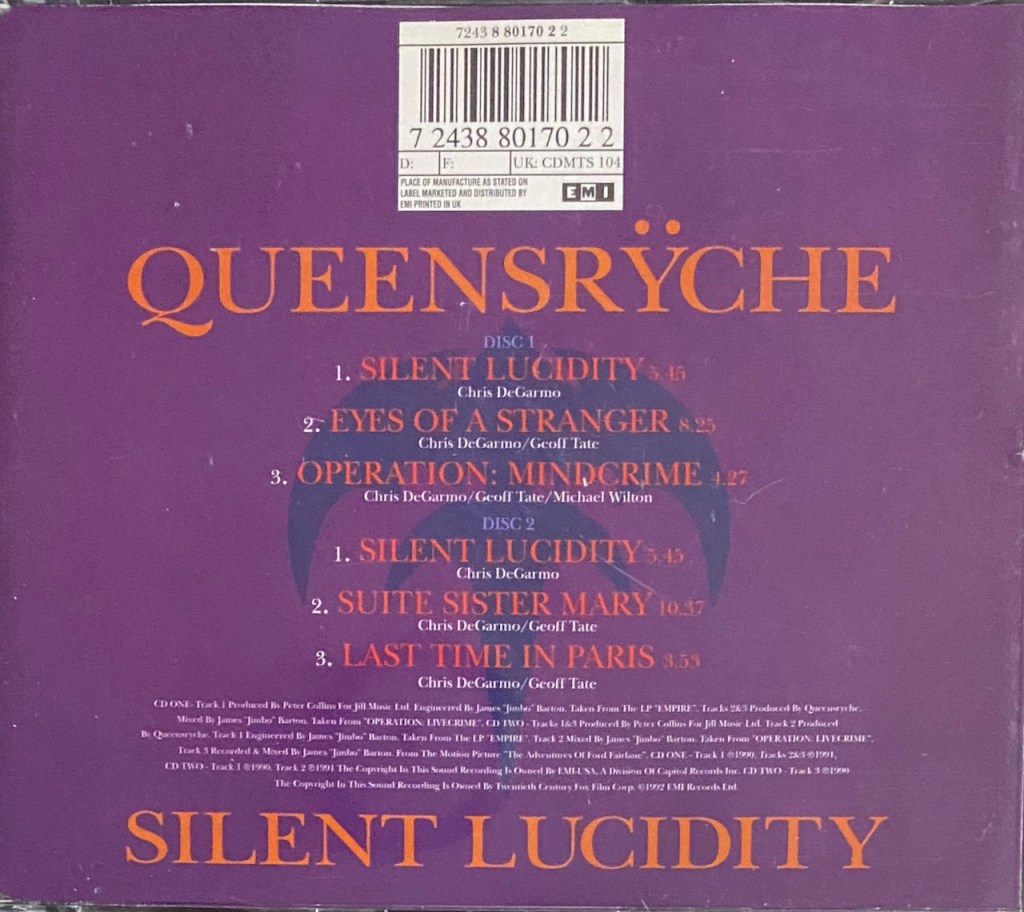 7243 8 80170 2 2
7 24388 01702 2
D: F: UK: CDMTS 104
PLACE OF MANUFACTURE AS STATED ON
LABEL MARKETED AND DISTRIBUTED BY
EMI PRINTED IN UK
EMI
QUEENSRŸCHE
DISC 1
1. SILENT LUCIDITY 5.45
Chris DeGarmo
2. EYES OF A STRANGER 8.25
Chris DeGarmo/Geoff Tate
3. OPERATION: MINDCRIME 4.27
Chris DeGarmo/Geoff Tate/Michael Wilton
DISC 2
1. SILENT LUCIDITY 5.45
Chris DeGarmo
2. SUITE SISTER MARY 10.37
Chris DeGarmo/Geoff Tate
3. LAST TIME IN PARIS 3.53
Chris DeGarmo/Geoff Tate
CD ONE- Track 1 Produced By Peter Collins For Jill Music Ltd. Engineered By James "Jimbo" Barton. Taken From The LP "EMPIRE". Tracks 2&3 Produced By Queensryche.
Mixed By James "Jimbo" Barton. Taken From "OPERATION: LIVECRIME". CD TWO - Tracks 1&3 Produced By Peter Collins For Jill Music Ltd. Track 2 Produced
By Queensryche. Track 1 Engineered By James "Jimbo" Barton. Taken From The LP "EMPIRE". Track 2 Mixed By James "Jimbo" Barton. Taken From "OPERATION: LIVECRIME".
Track 3 Recorded & Mixed By James "Jimbo" Barton. From The Motion Picture "The Adventures Of Ford Fairlane". CD ONE - Track 1 ℗1990, Tracks 2&3 ℗1991,
CD TWO - Track 1 ℗1990, Track 2 ℗1991 The Copyright In This Sound Recording Is Owned By EMI-USA, A Division Of Capitol Records Inc. CD TWO - Track 3 ℗1990
The Copyright In This Sound Recording Is Owned By Twentieth Century Fox Film Corp. ©1992 EMI Records Ltd.
SILENT LUCIDITY